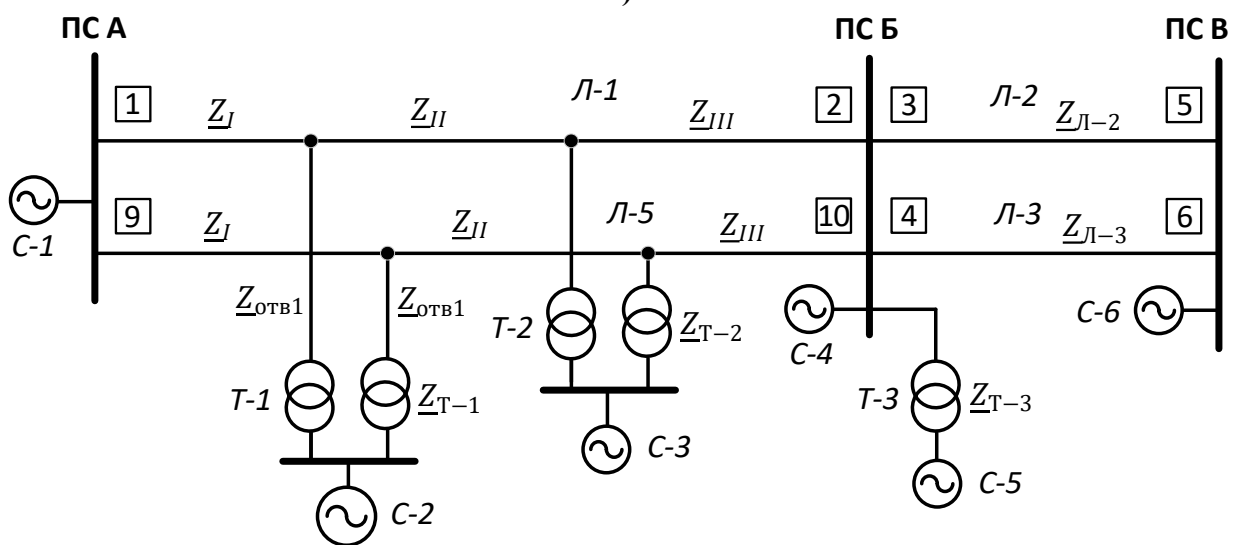 )
ПС А ПС Б ПС В
1 Z_I Z_II Л-1 Z_III 2 3 Л-2 Z_Л−2 5
9 Z_I Z_II Л-5 Z_III 10 4 Л-3 Z_Л−3 6
С-1
Z_отв1 Z_отв1 Т-2 Z_Т−2 С-4 С-6
Т-1 Z_Т−1 С-3 Т-3 Z_Т−3
С-2 С-5